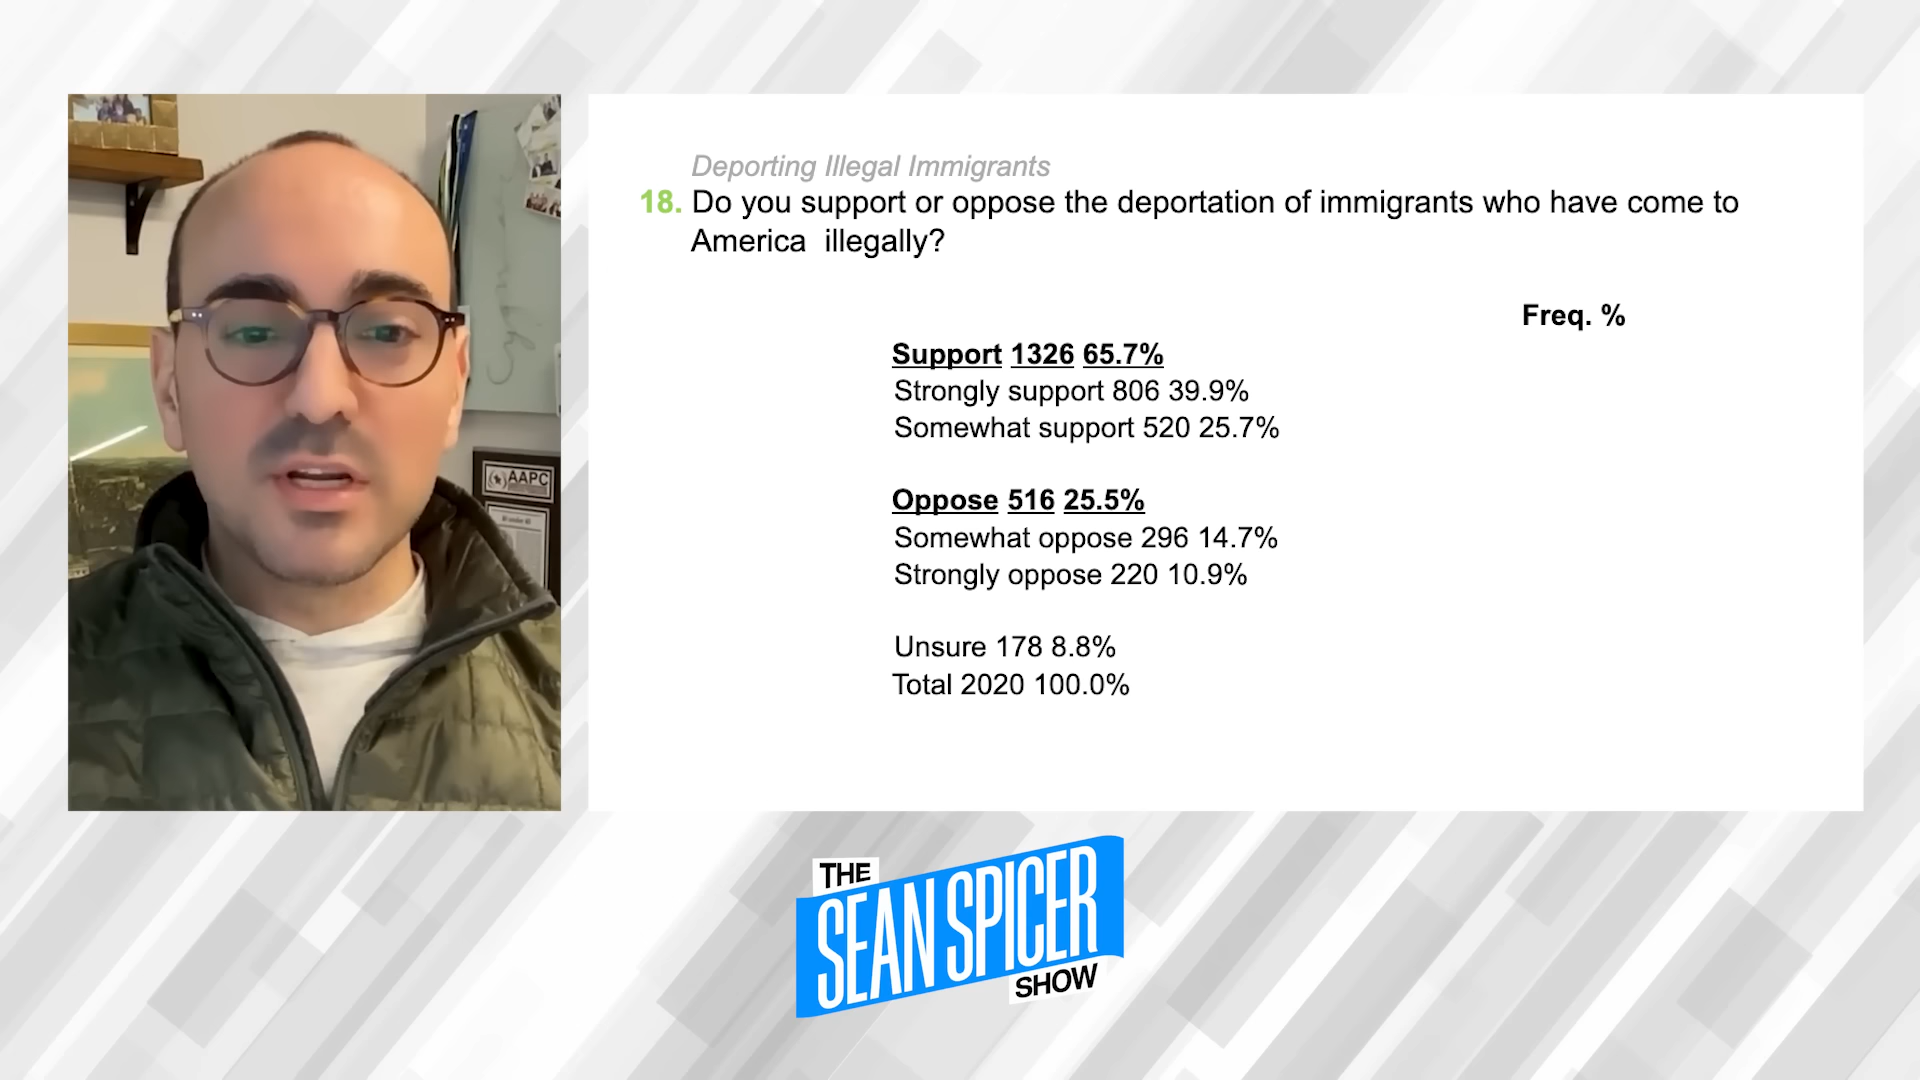 Deporting Illegal Immigrants
18. Do you support or oppose the deportation of immigrants who have come to
America illegally?
Freq. %
Support 1326 65.7%
Strongly support 806 39.9%
Somewhat support 520 25.7%
Oppose 516 25.5%
Somewhat oppose 296 14.7%
Strongly oppose 220 10.9%
Unsure 178 8.8%
Total 2020 100.0%
AAPC
THE
SEAN SPICER
SHOW